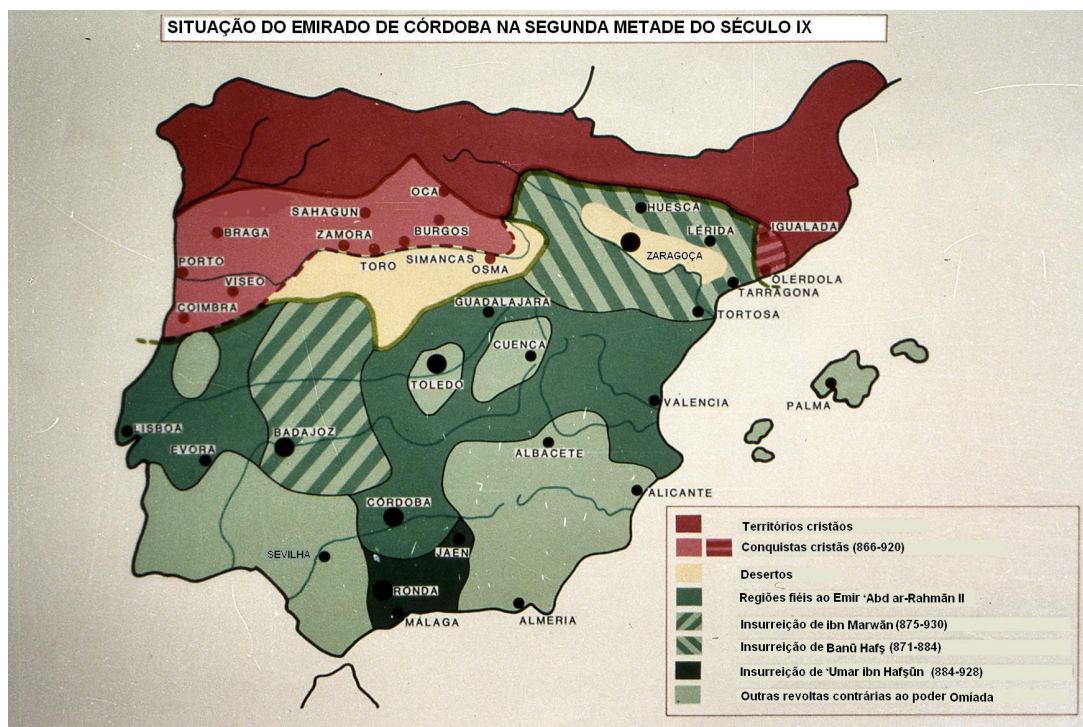 SITUAÇÃO DO EMIRADO DE CÓRDOBA NA SEGUNDA METADE DO SÉCULO IX
OCA
SAHAGUN
BRAGA
ZAMORA
BURGOS
TORO
SIMANCAS
OSMA
PORTO
VISEO
COIMBRA
HUESCA
LÉRIDA
IGUALADA
ZARAGOÇA
OLÉRDOLA
TARRAGONA
TORTOSA
GUADALAJARA
CUENCA
TOLEDO
VALENCIA
PALMA
LISBOA
EVORA
BADAJOZ
ALBACETE
ALICANTE
CÓRDOBA
SEVILHA
JAEN
RONDA
MÁLAGA
ALMERIA
Territórios cristãos
Conquistas cristãs (866-920)
Desertos
Regiões fiéis ao Emir ‘Abd ar-Rahmān II
Insurreição de ibn Marwān (875-930)
Insurreição de Banū Hafş (871-884)
Insurreição de ‘Umar ibn Hafşūn (884-928)
Outras revoltas contrárias ao poder Omíada